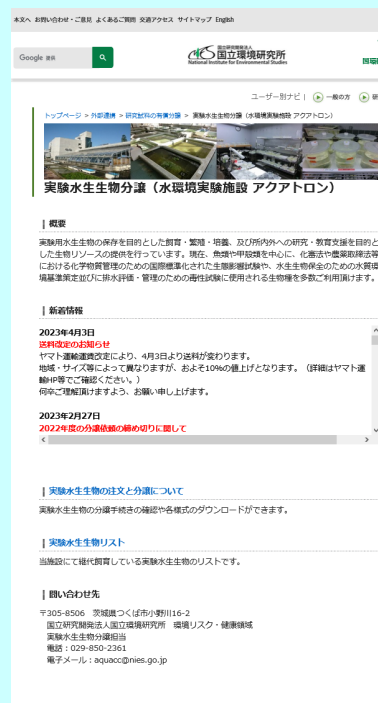 本文へ お問い合わせ・ご意見 よくあるご質問 交通アクセス サイトマップ English
Google 提供
国立研究開発法人
国立環境研究所
National Institute for Environmental Studies
ユーザー別ナビ | 一般の方
トップページ > 外部連携 > 研究試料の有償分譲 > 実験水生生物分譲（水環境実験施設 アクアトロン）
実験水生生物分譲（水環境実験施設 アクアトロン）
概要
実験用水生生物の保存を目的とした飼育・繁殖・培養、及び所内外への研究・教育支援を目的と
した生物リソースの提供を行っています。現在、魚類や甲殻類を中心に、化審法や農薬取締法等
における化学物質管理のための国際標準化された生態影響試験や、水生生物保全のための水質環
境基準策定並びに排水評価・管理のための毒性試験に使用される生物種を多数ご利用頂けます。
新着情報
2023年4月3日
送料改定のお知らせ
ヤマト運輸運賃改定により、4月3日より送料が変わります。
地域・サイズ等によって異なりますが、およそ10%の値上げとなります。（詳細はヤマト運
輸HP等でご確認ください。）
何卒ご理解頂けますよう、お願い申し上げます。
2023年2月27日
2022年度の分譲依頼の締め切りに関して
実験水生生物の注文と分譲について
実験水生生物の分譲手続きの確認や各様式のダウンロードができます。
実験水生生物リスト
当施設にて継代飼育している実験水生生物のリストです。
問い合わせ先
〒305-8506 茨城県つくば市小野川16-2
国立研究開発法人国立環境研究所 環境リスク・健康領域
実験水生生物分譲担当
電話：029-850-2361
電子メール：aquacc@nies.go.jp